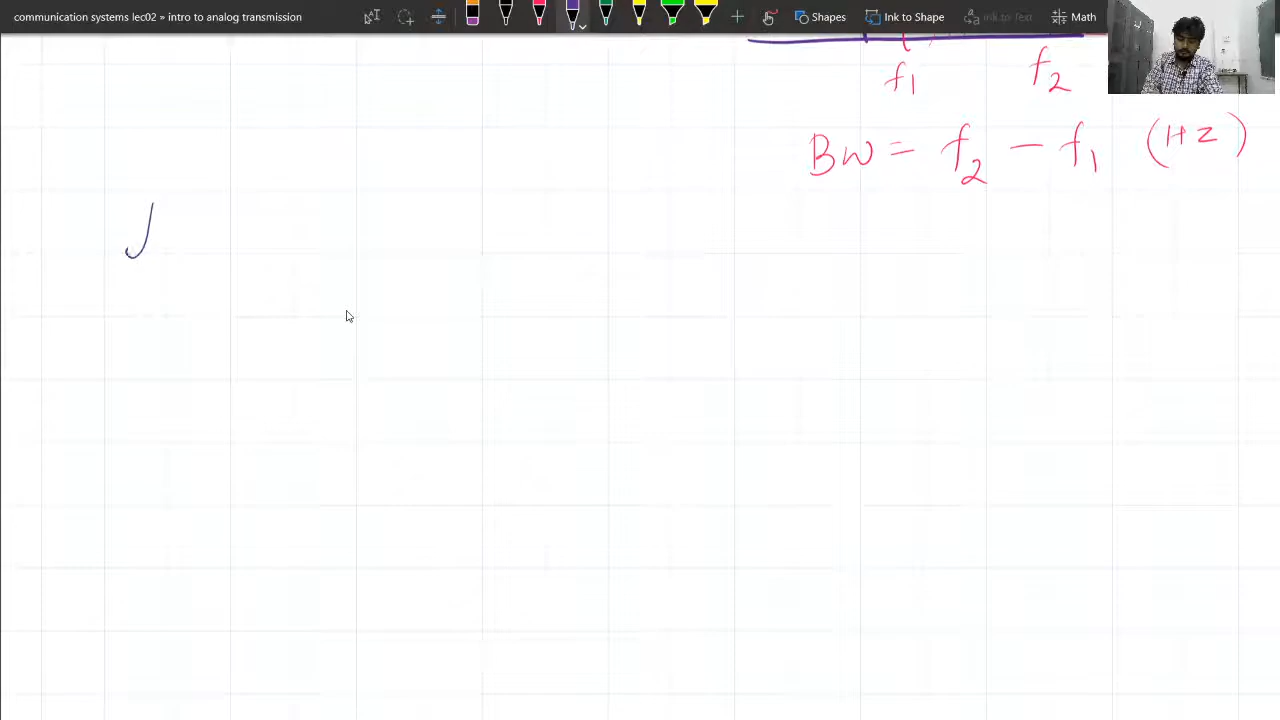 communication systems lec02 » intro to analog transmission
Shapes
Ink to Shape
Ink to Text
Math
f1 f2
BW = f2 − f1 (HZ)